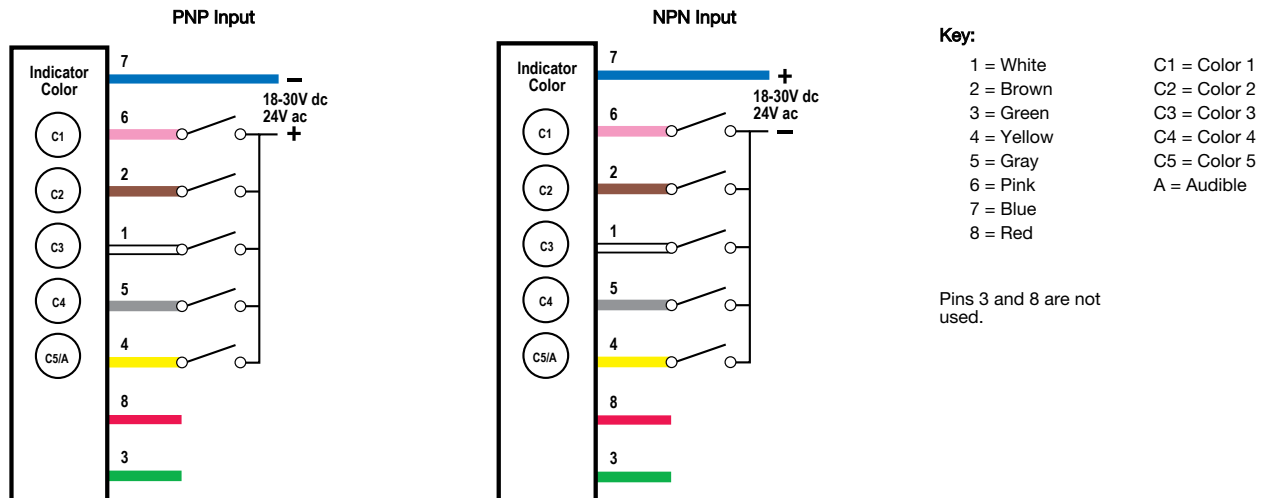 PNP Input
Indicator
Color
7
−
18-30V dc
24V ac
+
6
C1
2
C2
1
C3
5
C4
4
C5/A
8
3
NPN Input
Indicator
Color
7
+
18-30V dc
24V ac
−
6
C1
2
C2
1
C3
5
C4
4
C5/A
8
3
Key:
1 = White
2 = Brown
3 = Green
4 = Yellow
5 = Gray
6 = Pink
7 = Blue
8 = Red
C1 = Color 1
C2 = Color 2
C3 = Color 3
C4 = Color 4
C5 = Color 5
A = Audible
Pins 3 and 8 are not
used.